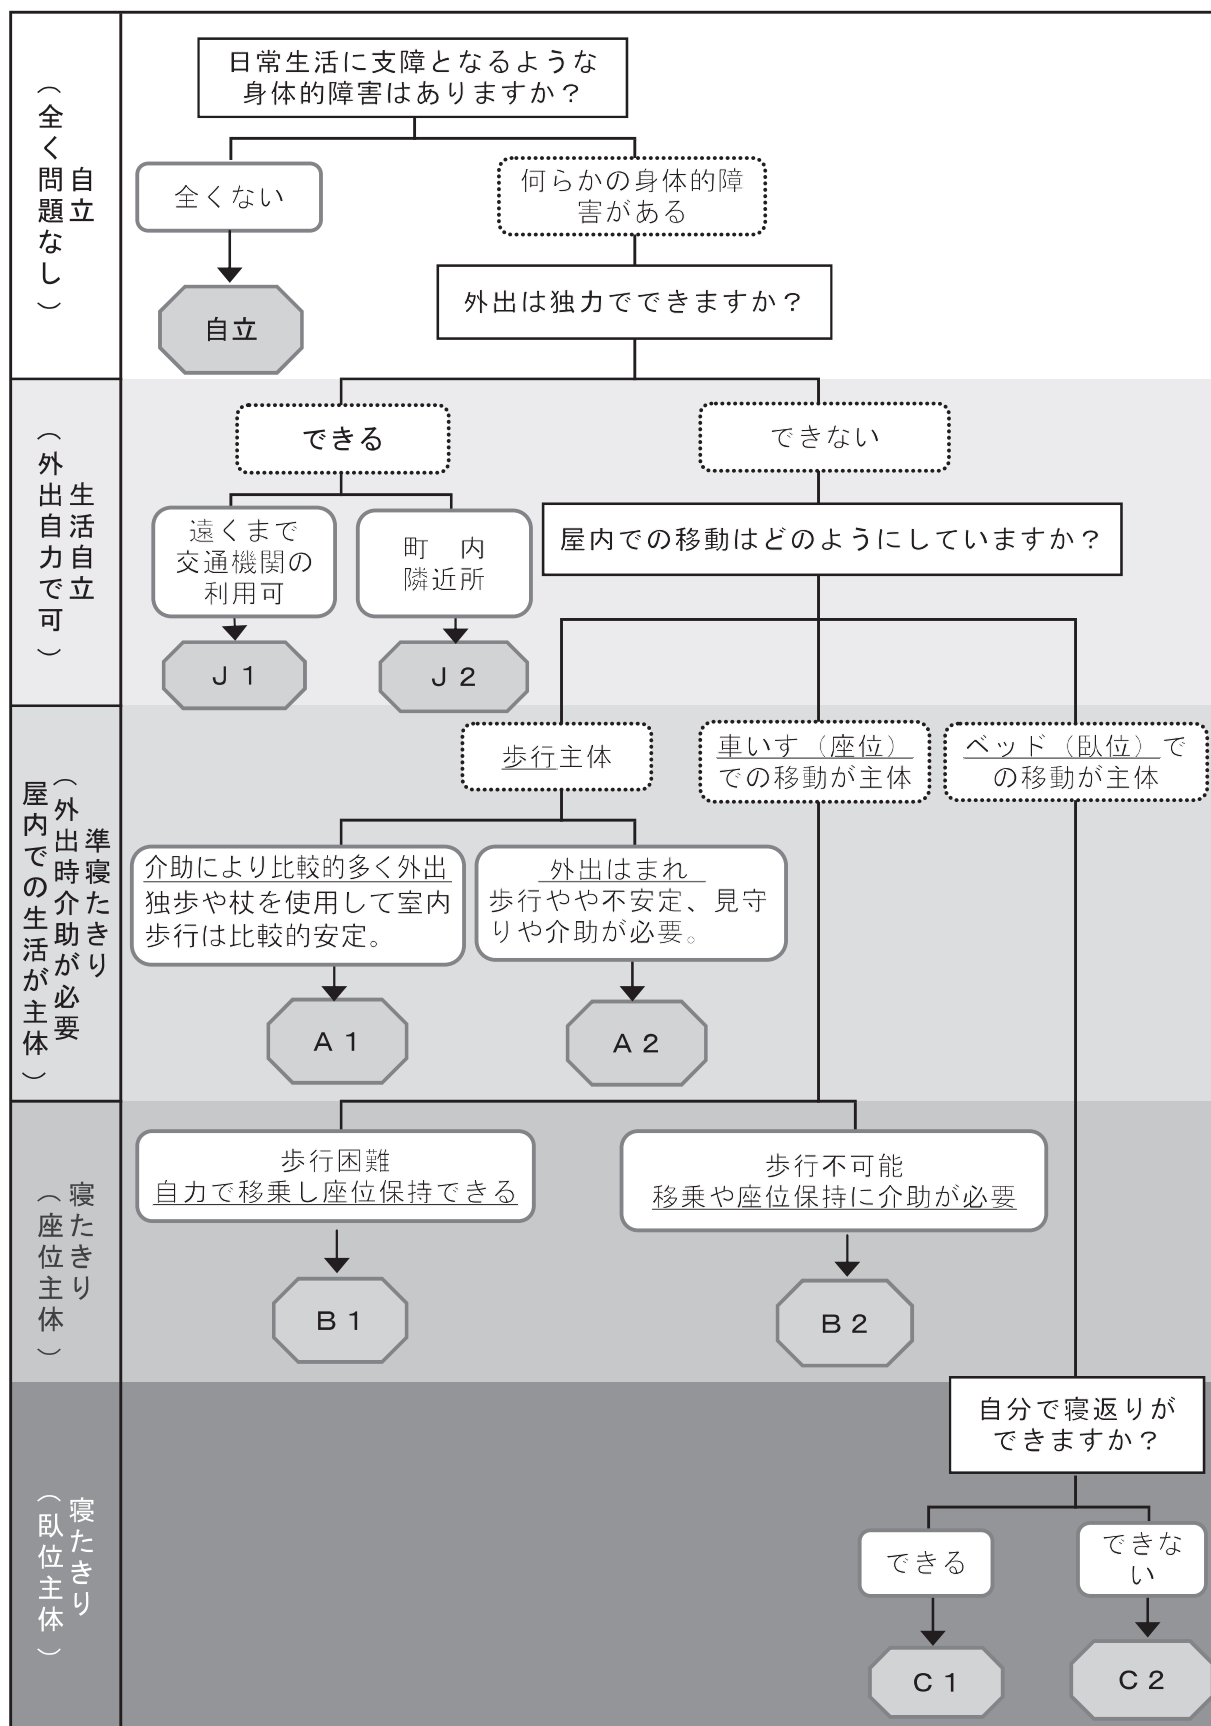 自立
（全く問題なし）
日常生活に支障となるような
身体的障害はありますか？
全くない
何らかの身体的障
害がある
自立
外出は独力でできますか？
生活自立
（外出自力で可）
できる
できない
遠くまで
交通機関の
利用可
町　内
隣近所
屋内での移動はどのようにしていますか？
Ｊ１
Ｊ２
準寝たきり
（外出時介助が必要
屋内での生活が主体）
歩行主体
車いす（座位）
での移動が主体
ベッド（臥位）で
の移動が主体
介助により比較的多く外出
独歩や杖を使用して室内
歩行は比較的安定。
外出はまれ
歩行やや不安定、見守
りや介助が必要。
Ａ１
Ａ２
寝たきり
（座位主体）
歩行困難
自力で移乗し座位保持できる
歩行不可能
移乗や座位保持に介助が必要
Ｂ１
Ｂ２
寝たきり
（臥位主体）
自分で寝返りが
できますか？
できる
できな
い
Ｃ１
Ｃ２